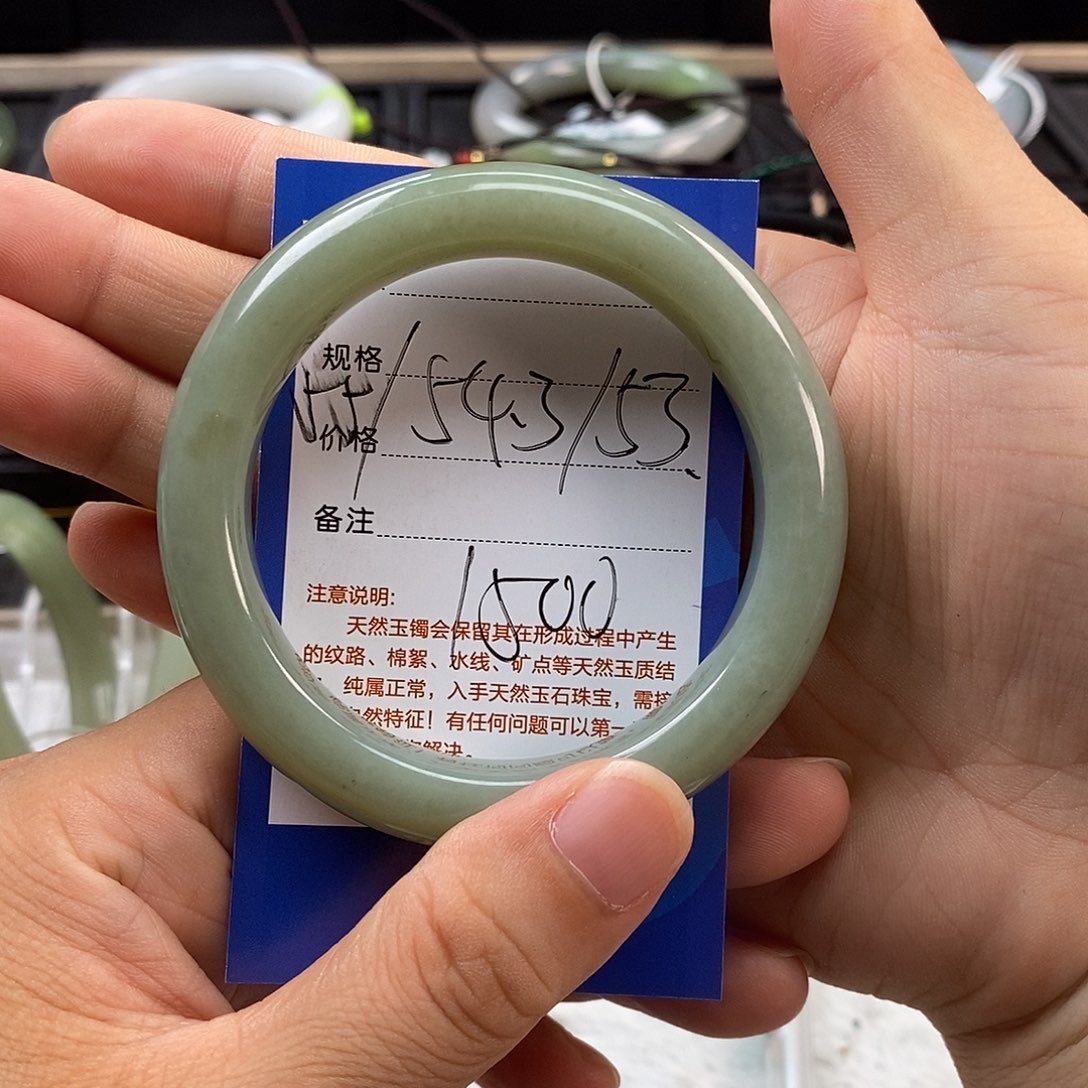 规格 /54.3/53.
价格
备注
1500
注意说明:
天然玉镯会保留其在形成过程中产生
的纹路、棉絮、水线、矿点等天然玉质结
纯属正常，入手天然玉石珠宝，需接
然特征！有任何问题可以第一
解决。